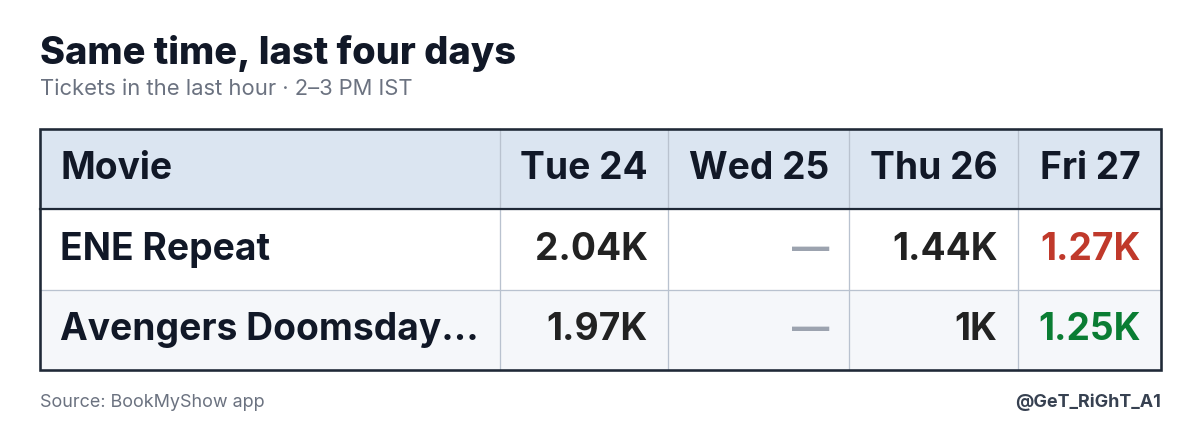 Same time, last four days
Tickets in the last hour · 2–3 PM IST
Movie Tue 24 Wed 25 Thu 26 Fri 27
ENE Repeat 2.04K — 1.44K 1.27K
Avengers Doomsday... 1.97K — 1K 1.25K
Source: BookMyShow app @GeT_RiGhT_A1